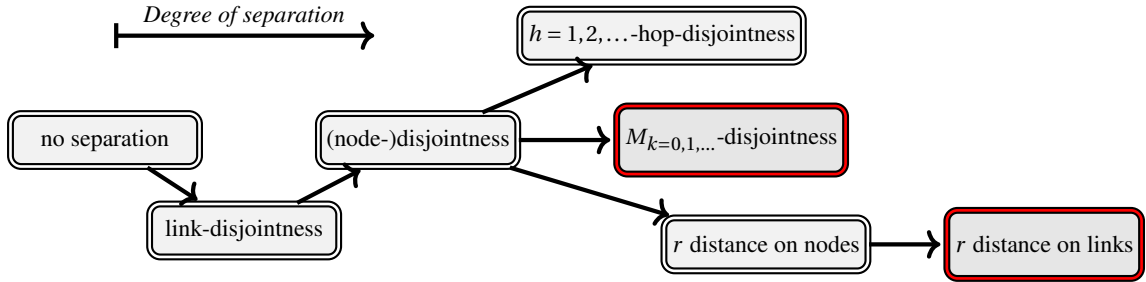 Degree of separation
h = 1, 2, …-hop-disjointness
no separation
(node-)disjointness
M_{k=0,1,...}-disjointness
link-disjointness
r distance on nodes
r distance on links